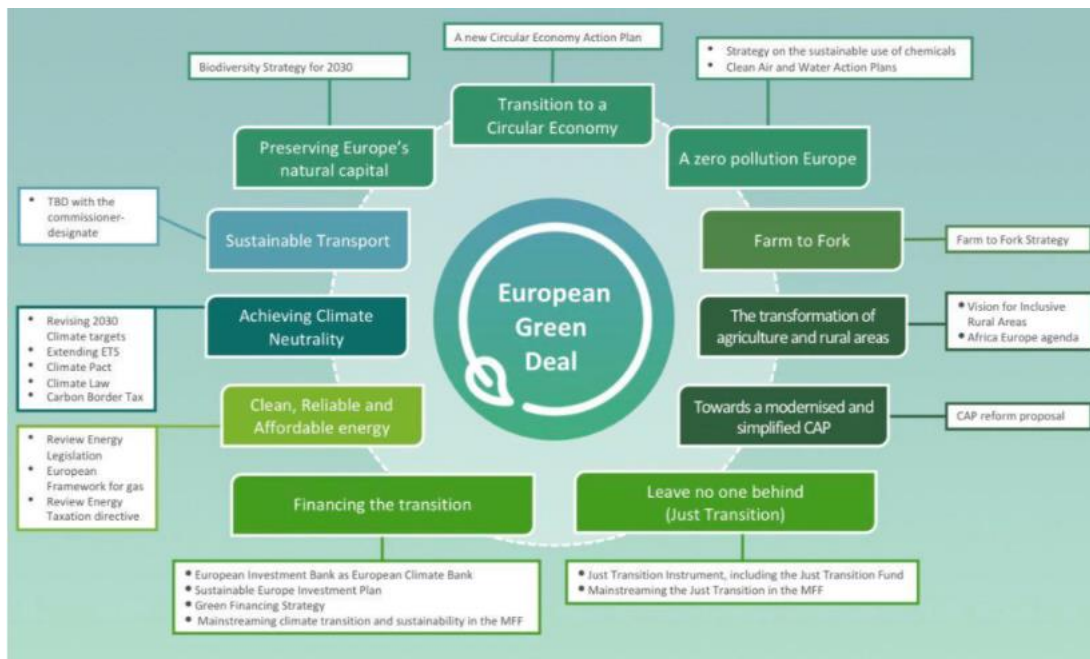 A new Circular Economy Action Plan
Biodiversity Strategy for 2030
• Strategy on the sustainable use of chemicals
• Clean Air and Water Action Plans
Transition to a
Circular Economy
Preserving Europe's
natural capital
A zero pollution Europe
• TBD with the
commissioner-
designate
Sustainable Transport
Farm to Fork
Farm to Fork Strategy
European
Green
Deal
• Revising 2030
Climate targets
• Extending ETS
• Climate Pact
• Climate Law
• Carbon Border Tax
Achieving Climate
Neutrality
The transformation of
agriculture and rural areas
• Vision for Inclusive
Rural Areas
• Africa Europe agenda
Clean, Reliable and
Affordable energy
Towards a modernised and
simplified CAP
CAP reform proposal
• Review Energy
Legislation
• European
Framework for gas
• Review Energy
Taxation directive
Financing the transition
Leave no one behind
(Just Transition)
• European Investment Bank as European Climate Bank
• Sustainable Europe Investment Plan
• Green Financing Strategy
• Mainstreaming climate transition and sustainability in the MFF
• Just Transition Instrument, including the Just Transition Fund
• Mainstreaming the Just Transition in the MFF